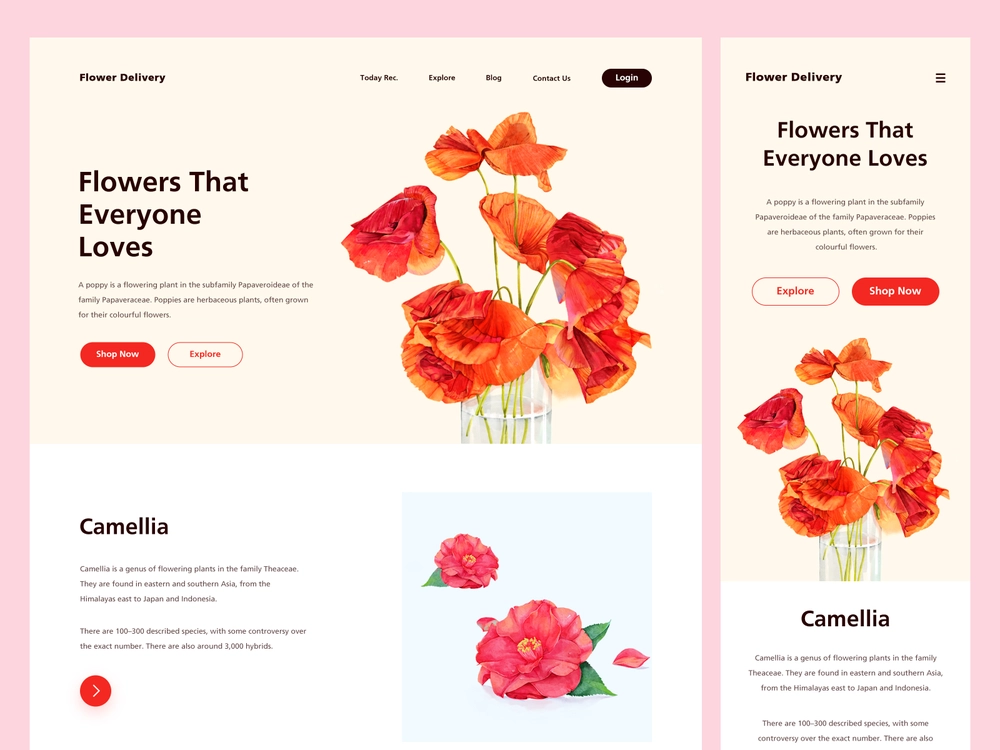 Flower Delivery
Today Rec.
Explore
Blog
Contact Us
Login
Flowers That
Everyone
Loves
A poppy is a flowering plant in the subfamily Papaveroideae of the
family Papaveraceae. Poppies are herbaceous plants, often grown
for their colourful flowers.
Shop Now
Explore
Camellia
Camellia is a genus of flowering plants in the family Theaceae.
They are found in eastern and southern Asia, from the
Himalayas east to Japan and Indonesia.
There are 100–300 described species, with some controversy over
the exact number. There are also around 3,000 hybrids.
Flower Delivery
Flowers That
Everyone Loves
A poppy is a flowering plant in the subfamily
Papaveroideae of the family Papaveraceae. Poppies
are herbaceous plants, often grown for their
colourful flowers.
Explore
Shop Now
Camellia
Camellia is a genus of flowering plants in the family
Theaceae. They are found in eastern and southern Asia,
from the Himalayas east to Japan and Indonesia.
There are 100–300 described species, with some
controversy over the exact number. There are also